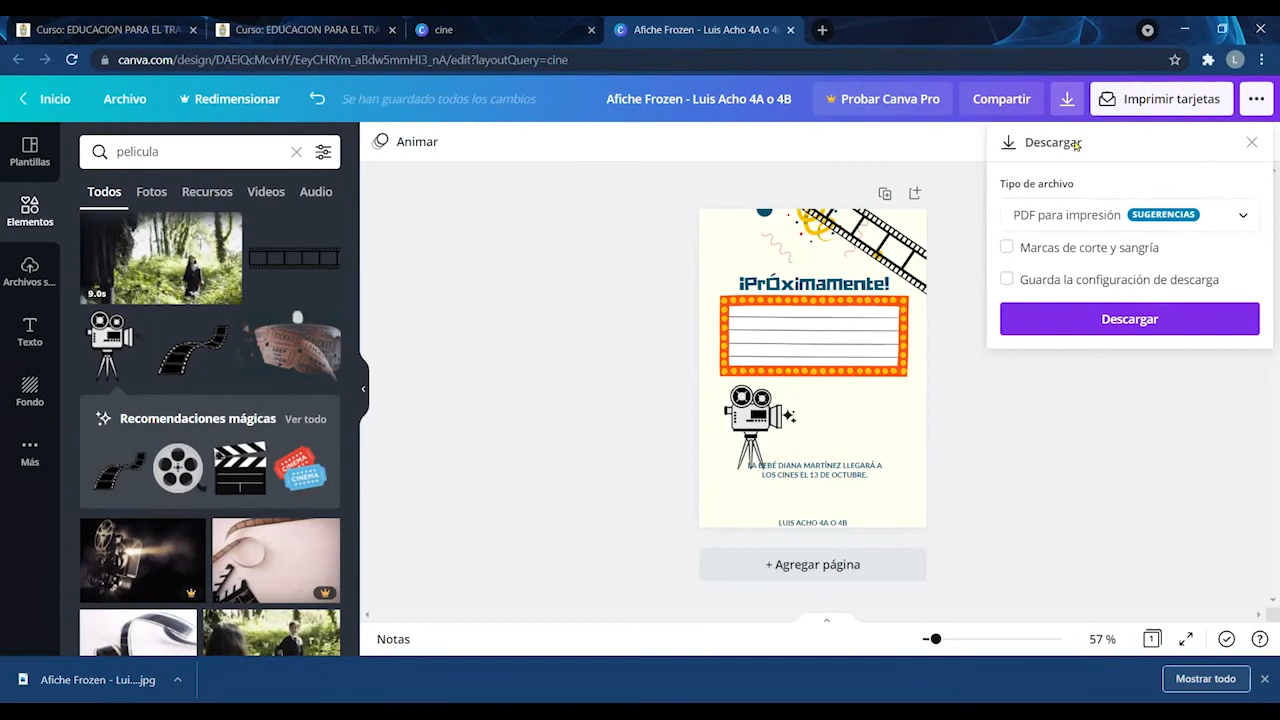 Curso: EDUCACION PARA EL TRA
Curso: EDUCACION PARA EL TRA
cine
Afiche Frozen - Luis Acho 4A o 4
canva.com/design/DAEiQcMcvHY/EeyCHRYm_aBdw5mmHI3_nA/edit?layoutQuery=cine
L
Inicio
Archivo
Redimensionar
Se han guardado todos los cambios
Afiche Frozen - Luis Acho 4A o 4B
Probar Canva Pro
Compartir
Imprimir tarjetas
Plantillas
Elementos
Archivos s...
Texto
Fondo
Más
pelicula
Todos
Fotos
Recursos
Videos
Audio
9.0s
Recomendaciones mágicas
Ver todo
CINEMA
CINEMA
Animar
¡PrÓximamente!
LA BEBÉ DIANA MARTÍNEZ LLEGARÁ A
LOS CINES EL 13 DE OCTUBRE.
LUIS ACHO 4A O 4B
+ Agregar página
Descargar
Tipo de archivo
PDF para impresión
SUGERENCIAS
Marcas de corte y sangría
Guarda la configuración de descarga
Descargar
Notas
57 %
1
Afiche Frozen - Lui....jpg
Mostrar todo